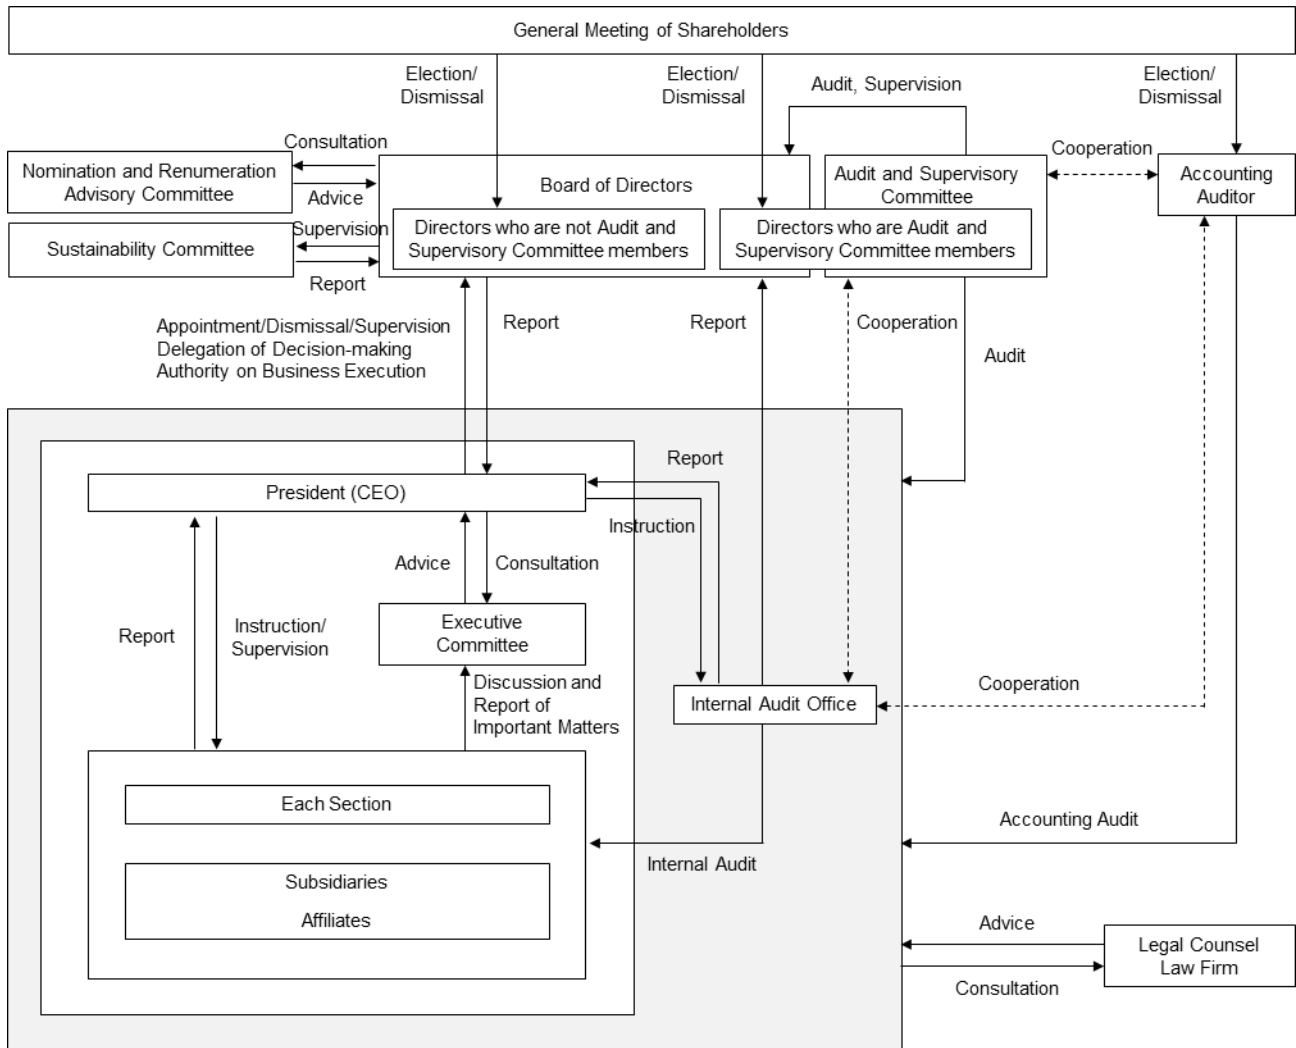 General Meeting of Shareholders
Election/
Dismissal
Election/
Dismissal
Audit, Supervision
Election/
Dismissal
Consultation
Nomination and Renumeration
Advisory Committee
Advice
Board of Directors
Audit and Supervisory
Committee
Cooperation
Accounting
Auditor
Sustainability Committee
Supervision
Report
Directors who are not Audit and
Supervisory Committee members
Directors who are Audit and
Supervisory Committee members
Appointment/Dismissal/Supervision
Delegation of Decision-making
Authority on Business Execution
Report
Report
Cooperation
Audit
President (CEO)
Report
Instruction
Advice
Consultation
Report
Instruction/
Supervision
Executive
Committee
Discussion and
Report of
Important Matters
Internal Audit Office
Cooperation
Each Section
Subsidiaries
Affiliates
Internal Audit
Accounting Audit
Advice
Consultation
Legal Counsel
Law Firm